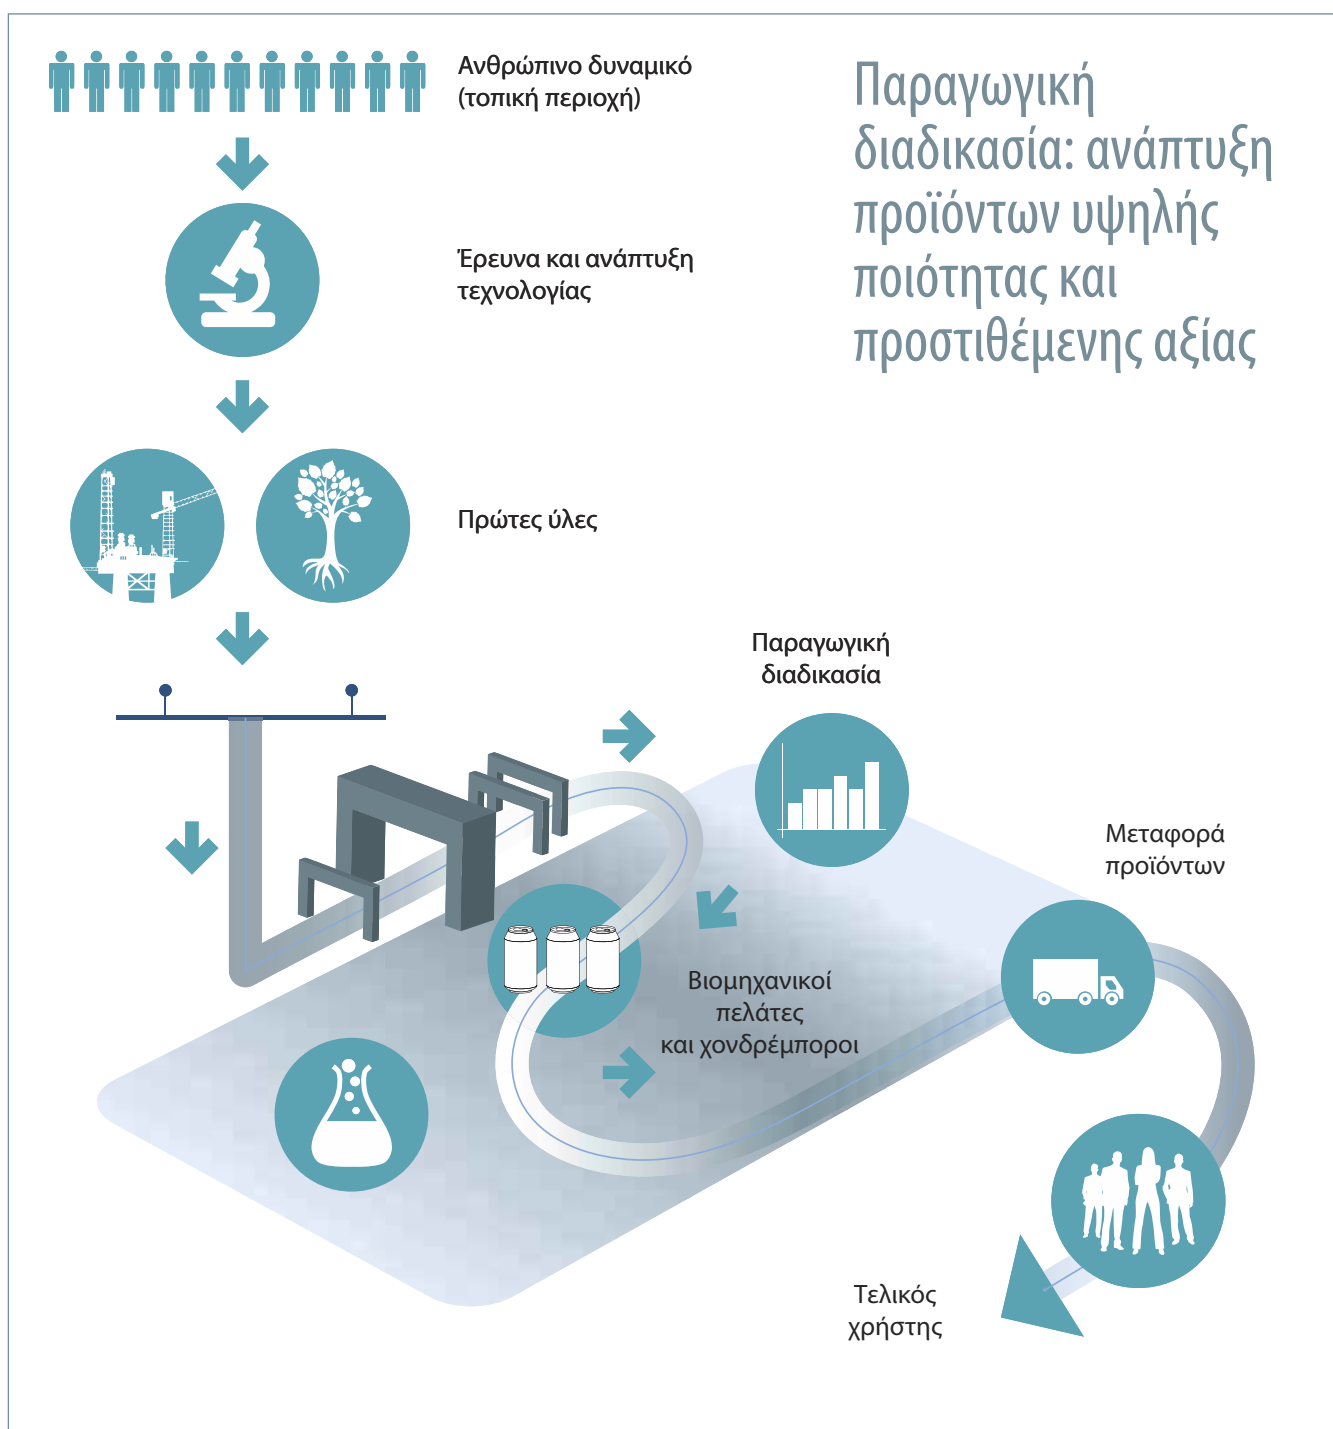 Ανθρώπινο δυναμικό
(τοπική περιοχή)
Παραγωγική
διαδικασία: ανάπτυξη
προϊόντων υψηλής
ποιότητας και
προστιθέμενης αξίας
Έρευνα και ανάπτυξη
τεχνολογίας
Πρώτες ύλες
Παραγωγική
διαδικασία
Μεταφορά
προϊόντων
Βιομηχανικοί
πελάτες
και χονδρέμποροι
Τελικός
χρήστης